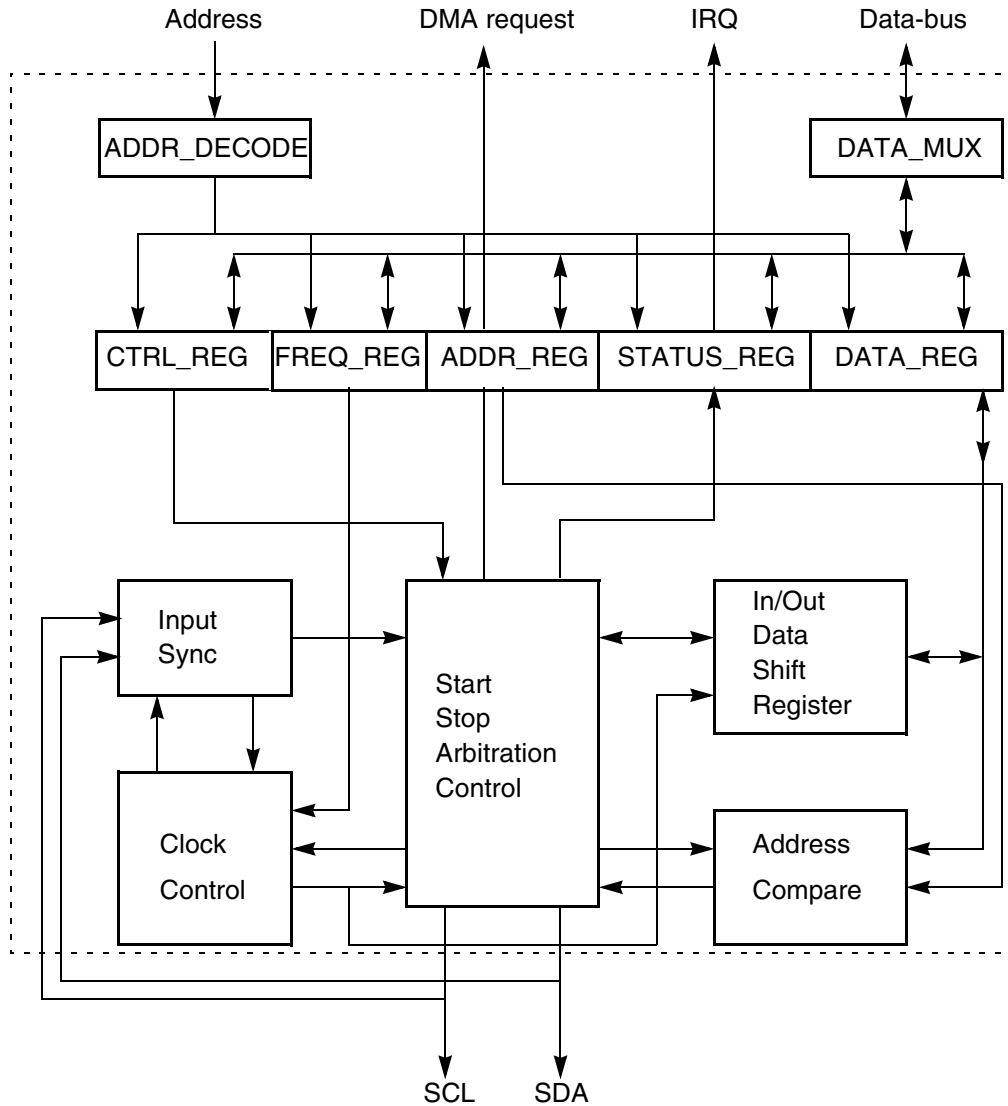 Address
DMA request
IRQ
Data-bus
ADDR_DECODE
DATA_MUX
CTRL_REG
FREQ_REG
ADDR_REG
STATUS_REG
DATA_REG
Input
Sync
Start
Stop
Arbitration
Control
In/Out
Data
Shift
Register
Clock
Control
Address
Compare
SCL
SDA